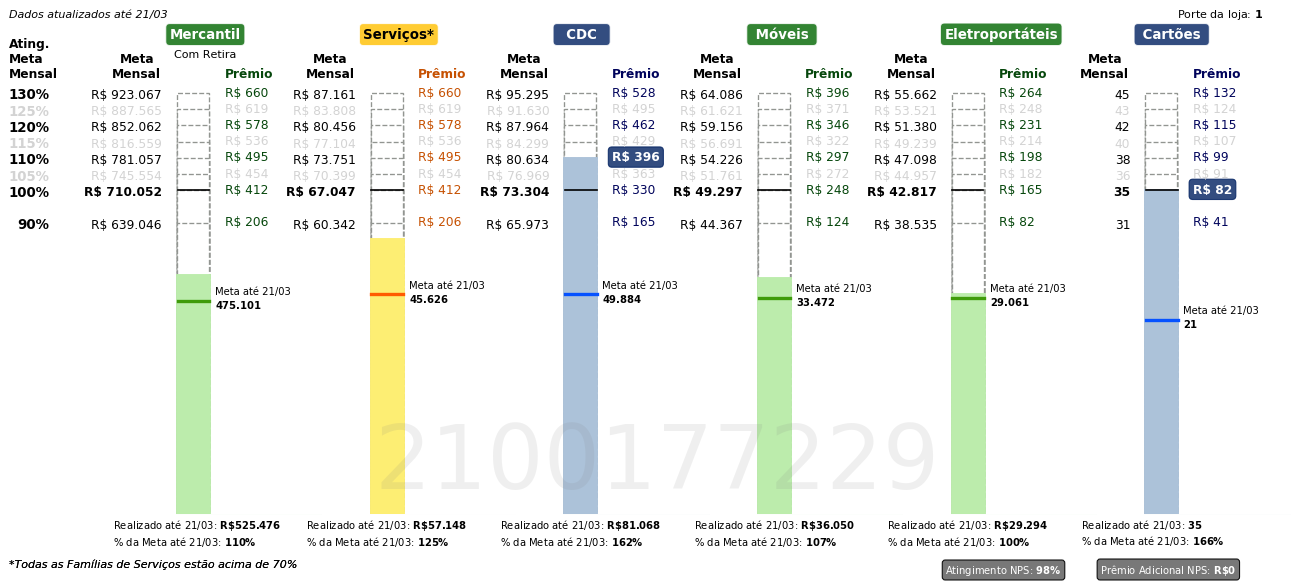 Dados atualizados até 21/03 Porte da loja: 1
Mercantil Serviços* CDC Móveis Eletroportáteis Cartões
Com Retira
Ating. Meta Mensal Meta Mensal Prêmio Meta Mensal Prêmio Meta Mensal Prêmio Meta Mensal Prêmio Meta Mensal Prêmio Meta Mensal Prêmio
130% R$ 923.067 R$ 660 R$ 87.161 R$ 660 R$ 95.295 R$ 528 R$ 64.086 R$ 396 R$ 55.662 R$ 264 45 R$ 132
125% R$ 887.565 R$ 619 R$ 83.808 R$ 619 R$ 91.630 R$ 495 R$ 61.621 R$ 371 R$ 53.521 R$ 248 43 R$ 124
120% R$ 852.062 R$ 578 R$ 80.456 R$ 578 R$ 87.964 R$ 462 R$ 59.156 R$ 346 R$ 51.380 R$ 231 42 R$ 115
115% R$ 816.559 R$ 536 R$ 77.104 R$ 536 R$ 84.299 R$ 429 R$ 56.691 R$ 322 R$ 49.239 R$ 214 40 R$ 107
110% R$ 781.057 R$ 495 R$ 73.751 R$ 495 R$ 80.634 R$ 396 R$ 54.226 R$ 297 R$ 47.098 R$ 198 38 R$ 99
105% R$ 745.554 R$ 454 R$ 70.399 R$ 454 R$ 76.969 R$ 363 R$ 51.761 R$ 272 R$ 44.957 R$ 182 36 R$ 91
100% R$ 710.052 R$ 412 R$ 67.047 R$ 412 R$ 73.304 R$ 330 R$ 49.297 R$ 248 R$ 42.817 R$ 165 35 R$ 82
90% R$ 639.046 R$ 206 R$ 60.342 R$ 206 R$ 65.973 R$ 165 R$ 44.367 R$ 124 R$ 38.535 R$ 82 31 R$ 41
Meta até 21/03 Meta até 21/03 Meta até 21/03 Meta até 21/03 Meta até 21/03 Meta até 21/03
475.101 45.626 49.884 33.472 29.061 21
2100177229
Realizado até 21/03: R$525.476 Realizado até 21/03: R$57.148 Realizado até 21/03: R$81.068 Realizado até 21/03: R$36.050 Realizado até 21/03: R$29.294 Realizado até 21/03: 35
% da Meta até 21/03: 110% % da Meta até 21/03: 125% % da Meta até 21/03: 162% % da Meta até 21/03: 107% % da Meta até 21/03: 100% % da Meta até 21/03: 166%
*Todas as Famílias de Serviços estão acima de 70% Atingimento NPS: 98% Prêmio Adicional NPS: R$0